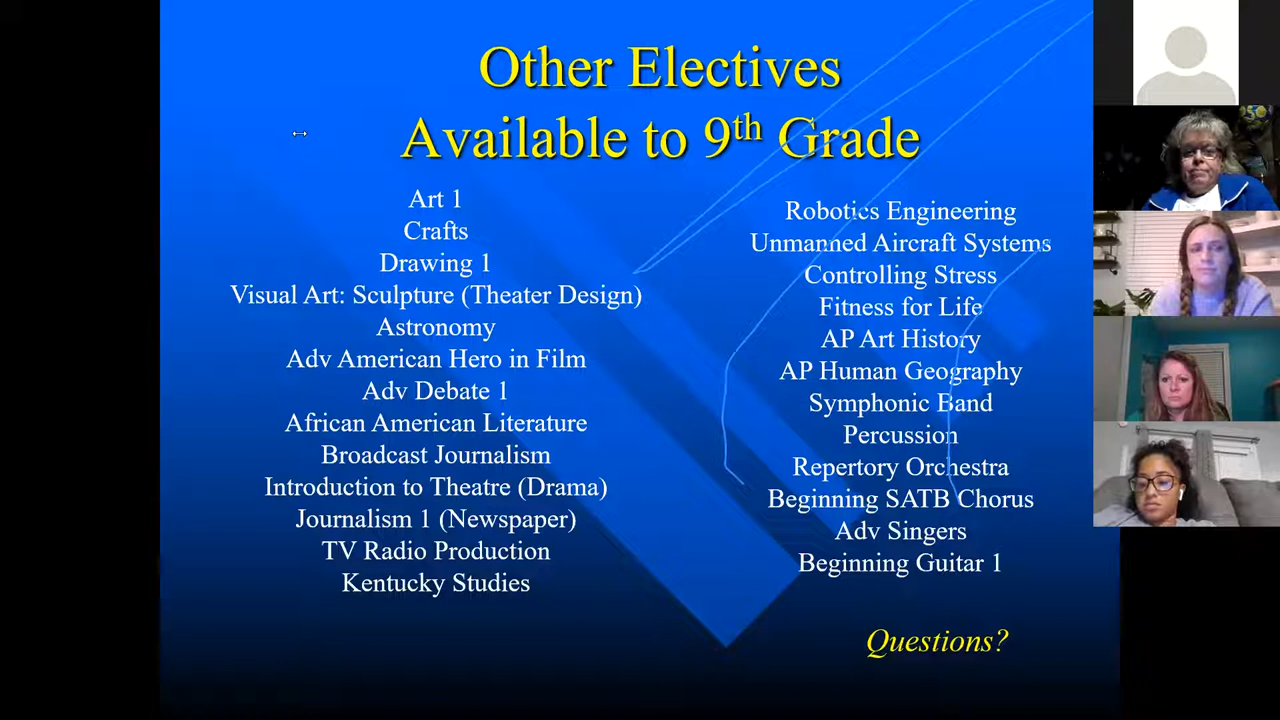 Other Electives
Available to 9th Grade
Art 1
Crafts
Drawing 1
Visual Art: Sculpture (Theater Design)
Astronomy
Adv American Hero in Film
Adv Debate 1
African American Literature
Broadcast Journalism
Introduction to Theatre (Drama)
Journalism 1 (Newspaper)
TV Radio Production
Kentucky Studies
Robotics Engineering
Unmanned Aircraft Systems
Controlling Stress
Fitness for Life
AP Art History
AP Human Geography
Symphonic Band
Percussion
Repertory Orchestra
Beginning SATB Chorus
Adv Singers
Beginning Guitar 1
Questions?